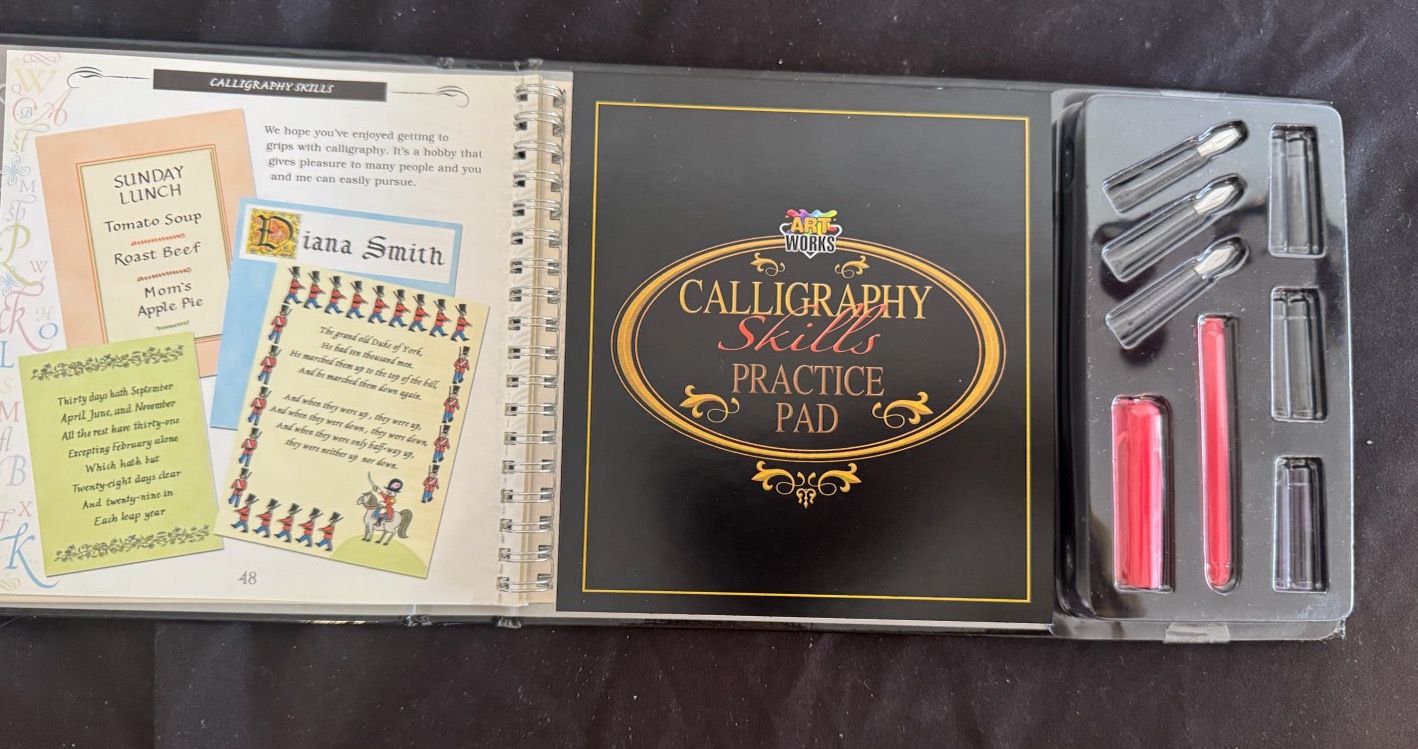 CALLIGRAPHY SKILLS
We hope you've enjoyed getting to
grips with calligraphy. It's a hobby that
gives pleasure to many people and you
and me can easily pursue.
SUNDAY
LUNCH
Tomato Soup
Roast Beef
Mom's
Apple Pie
Diana Smith
The grand old Duke of York,
He had ten thousand men.
He marched them up to the top of the hill,
And he marched them down again.
And when they were up, they were up,
And when they were down, they were down,
And when they were only half-way up,
they were neither up nor down.
Thirty days hath September
April, June, and November
All the rest have thirty-one
Excepting February alone
Which hath but
Twenty-eight days clear
And twenty-nine in
Each leap year
48
ART
WORKS
CALLIGRAPHY
Skills
PRACTICE
PAD